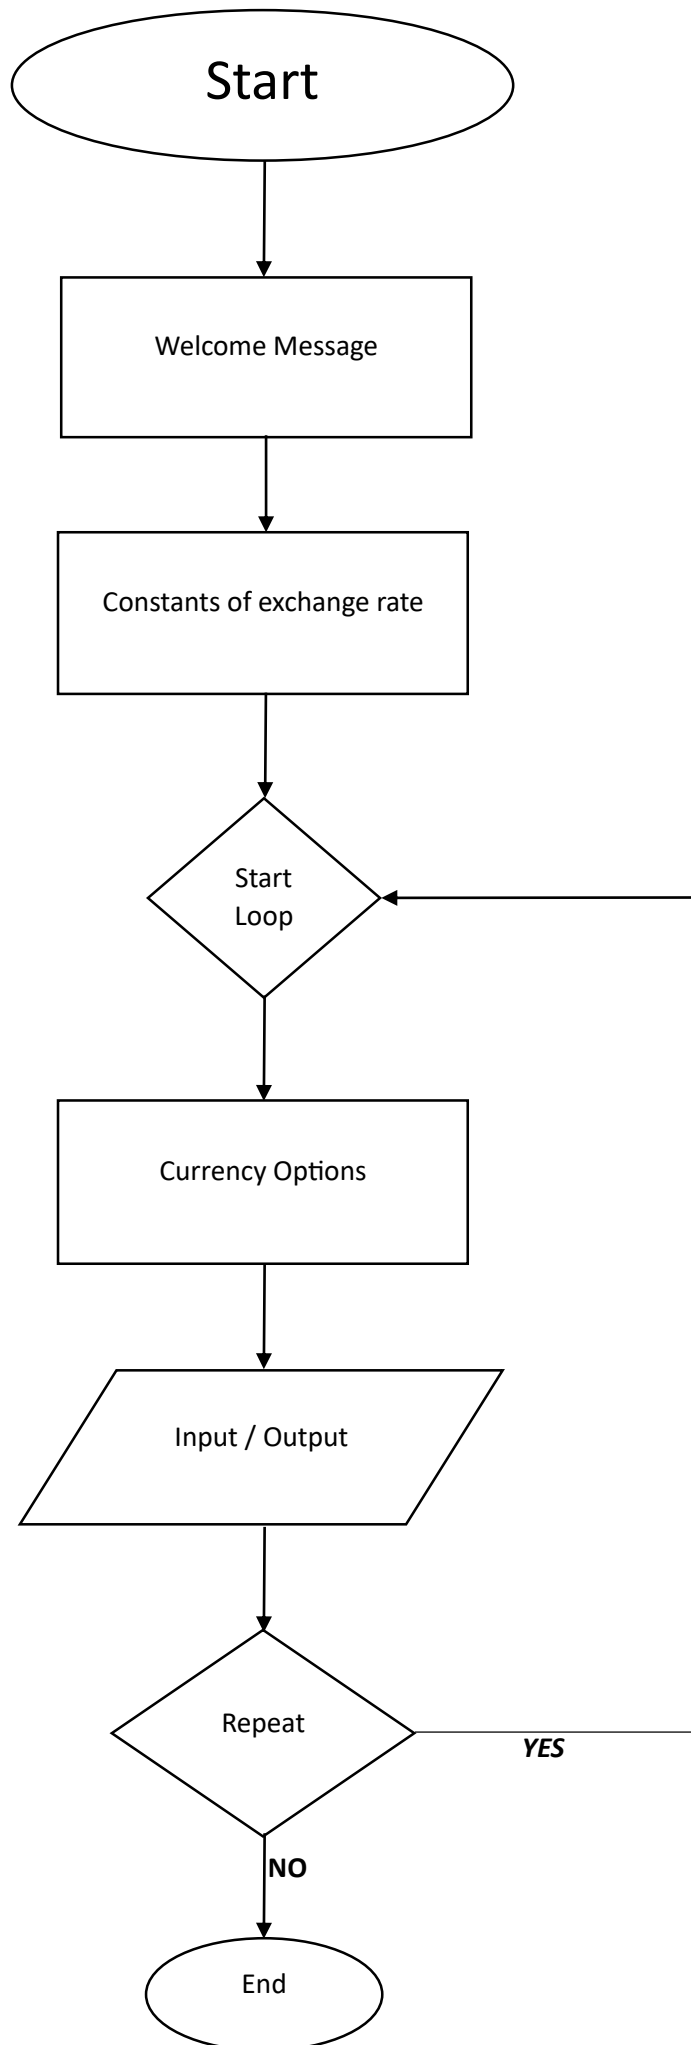 Start
Welcome Message
Constants of exchange rate
Start
Loop
Currency Options
Input / Output
Repeat
YES
NO
End